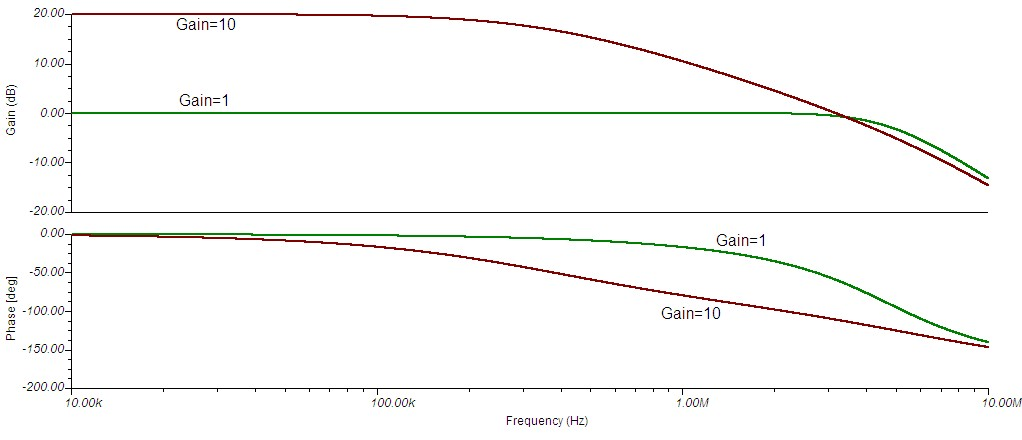 20.00
Gain=10
10.00
Gain (dB)
Gain=1
0.00
-10.00
-20.00
0.00
Gain=1
-50.00
Phase [deg]
-100.00
Gain=10
-150.00
-200.00
10.00k 100.00k 1.00M 10.00M
Frequency (Hz)